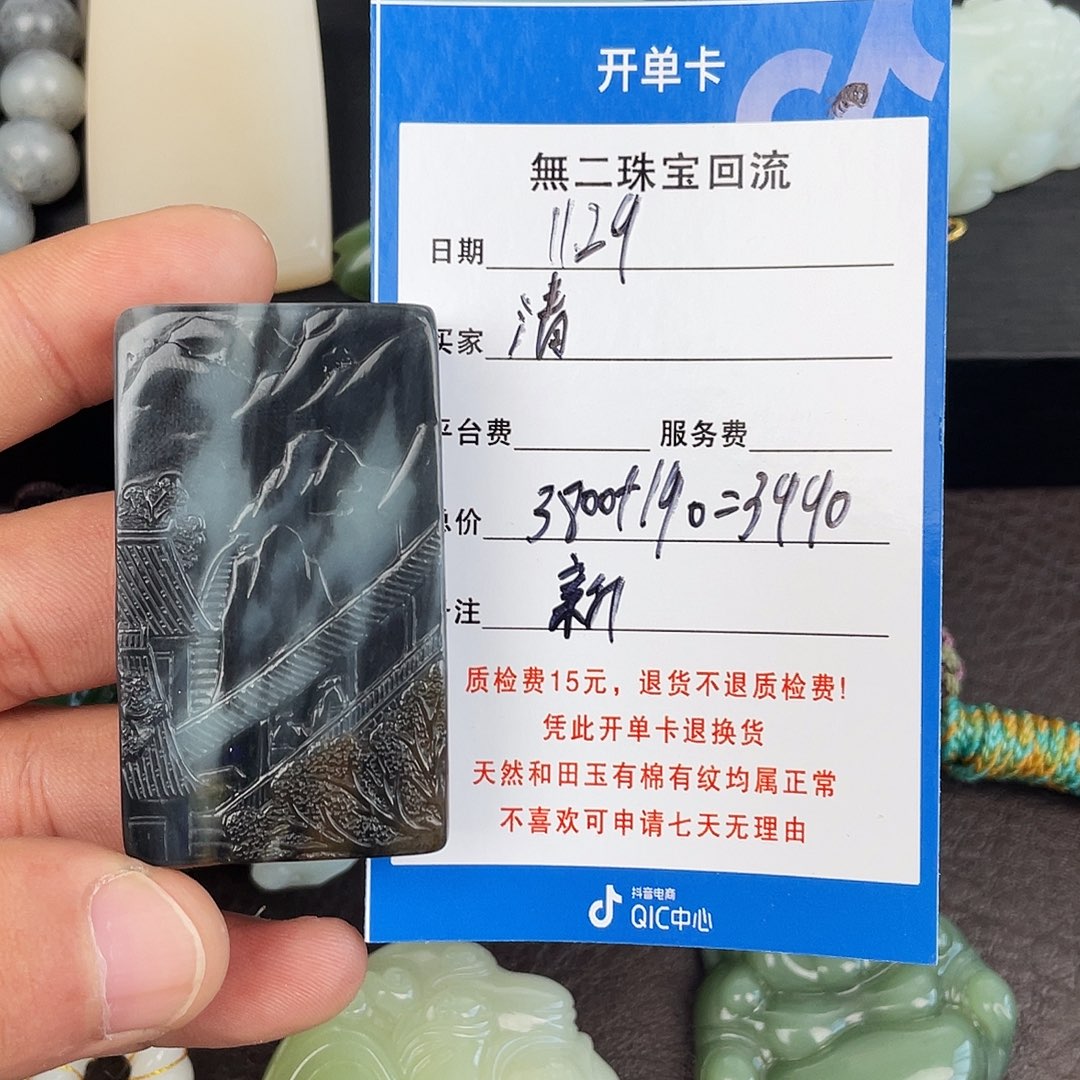 开单卡
無二珠宝回流
日期 1129
买家 清
平台费 服务费
总价 3800+190=3990
备注 新
质检费15元，退货不退质检费！
凭此开单卡退换货
天然和田玉有棉有纹均属正常
不喜欢可申请七天无理由
抖音电商
QIC中心